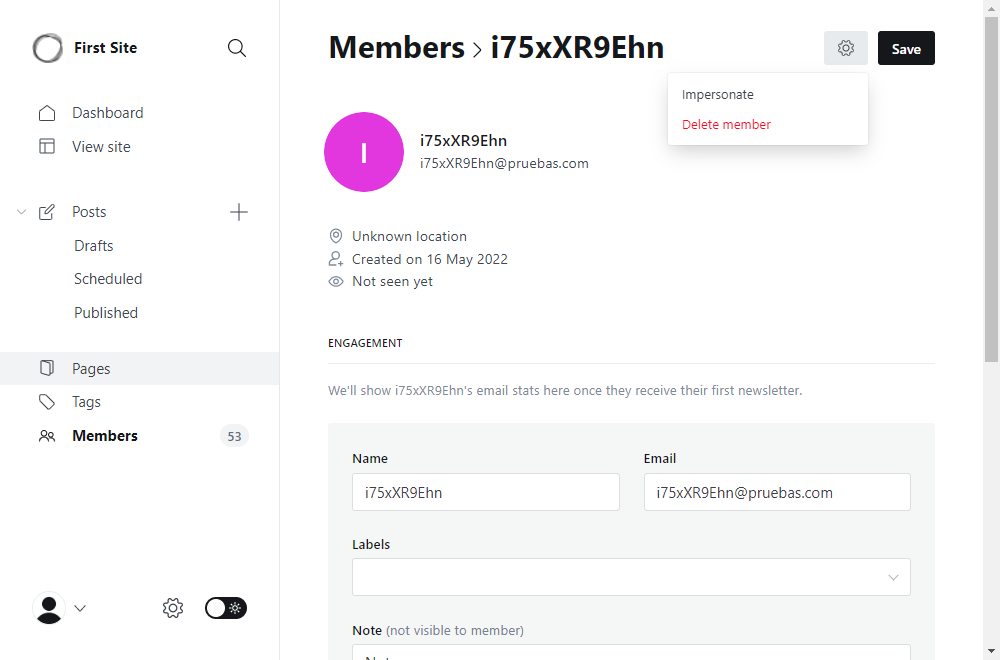 First Site
Dashboard
View site
Posts
Drafts
Scheduled
Published
Pages
Tags
Members
53
Members > i75xXR9Ehn
Save
Impersonate
Delete member
I
i75xXR9Ehn
i75xXR9Ehn@pruebas.com
Unknown location
Created on 16 May 2022
Not seen yet
ENGAGEMENT
We'll show i75xXR9Ehn's email stats here once they receive their first newsletter.
Name
Email
i75xXR9Ehn
i75xXR9Ehn@pruebas.com
Labels
Note (not visible to member)